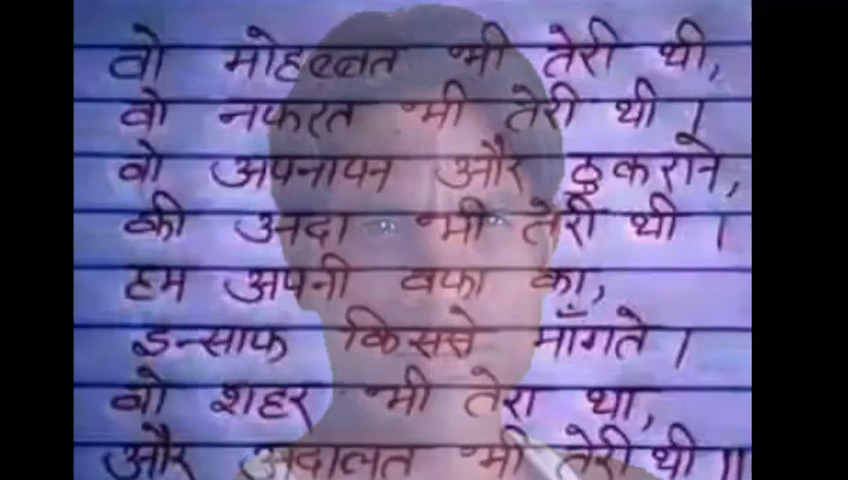 वो मोहब्बत भी तेरी थी,
वो नफरत भी तेरी थी।
वो अपनापन और ठुकराने,
की अदा भी तेरी थी।
हम अपनी वफा का,
इन्साफ किससे माँगते।
वो शहर भी तेरा था,
और अदालत भी तेरी थी॥